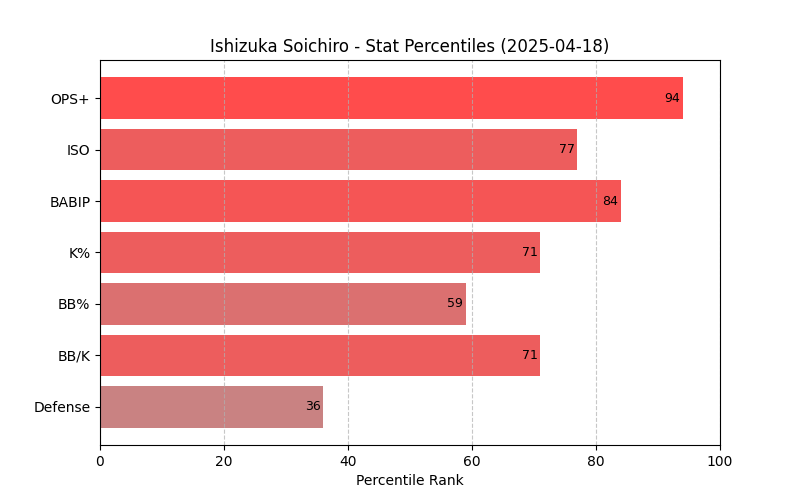 Ishizuka Soichiro - Stat Percentiles (2025-04-18)
OPS+ 94
ISO 77
BABIP 84
K% 71
BB% 59
BB/K 71
Defense 36
0 20 40 60 80 100
Percentile Rank